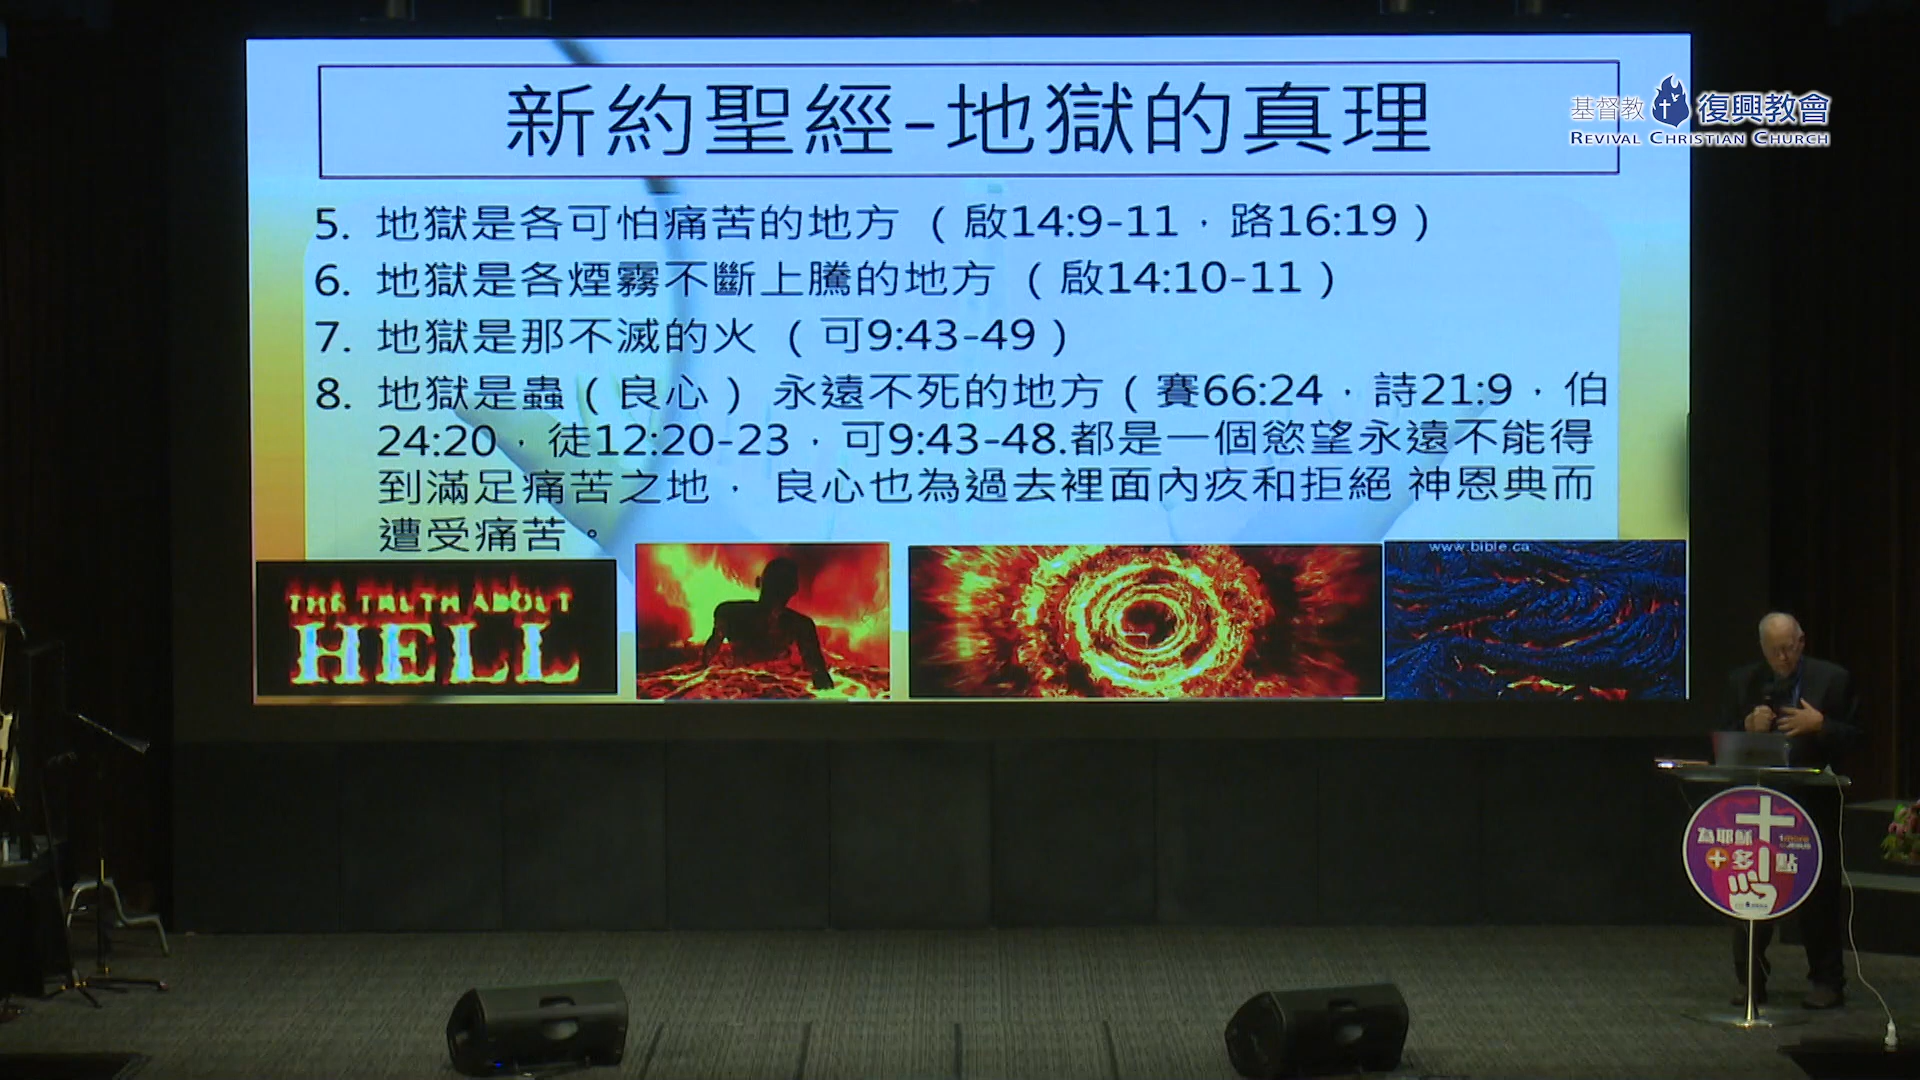 新約聖經-地獄的真理
基督教 復興教會
REVIVAL CHRISTIAN CHURCH
5. 地獄是各可怕痛苦的地方（啟14:9-11，路16:19）
6. 地獄是各煙霧不斷上騰的地方（啟14:10-11）
7. 地獄是那不滅的火（可9:43-49）
8. 地獄是蟲（良心） 永遠不死的地方（賽66:24，詩21:9，伯
24:20，徒12:20-23，可9:43-48.都是一個慾望永遠不能得
到滿足痛苦之地， 良心也為過去裡面內疚和拒絕 神恩典而
遭受痛苦。
THE TRUTH ABOUT
HELL
www.bible.ca
為耶穌
+多 點